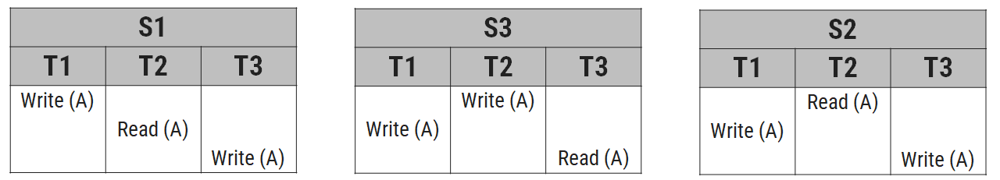 S1
T1 T2 T3
Write (A)
Read (A)
Write (A)
S3
T1 T2 T3
Write (A)
Write (A)
Read (A)
S2
T1 T2 T3
Read (A)
Write (A)
Write (A)